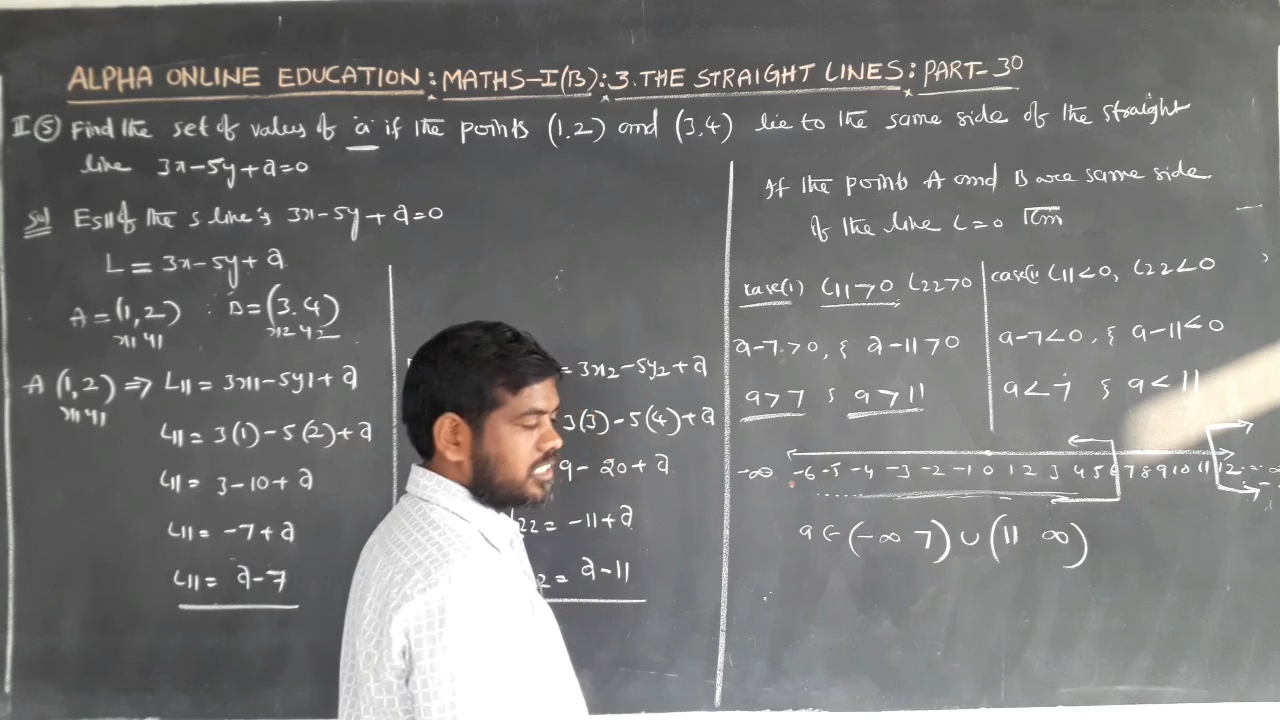 ALPHA ONLINE EDUCATION : MATHS-I(B) : 3. THE STRAIGHT LINES : PART-30
II (5) Find the set of values of 'a' if the points (1,2) and (3,4) lie to the same side of the straight
line 3x-5y+a=0
Sol Eq of the s line is 3x-5y+a=0
L = 3x-5y+a
A = (1,2) B = (3.4)
x1 y1 x2 y2
A (1,2) => L11 = 3x1-5y1+a
x1 y1
L11 = 3(1)-5(2)+a
L11 = 3-10+a
L11 = -7+a
L11 = a-7
= 3x2-5y2+a
3(3)-5(4)+a
9-20+a
22 = -11+a
2 = a-11
If the points A and B are same side
of the line L=0 then
case(1) L11>0, L22>0
a-7>0, & a-11>0
a>7 & a>11
case(ii L11<0, L22<0
a-7<0, & a-11<0
a<7 & a<11
-∞ -6 -5 -4 -3 -2 -1 0 1 2 3 4 5 6 7 8 9 10 11 12
a ∈ (-∞ 7) ∪ (11 ∞)